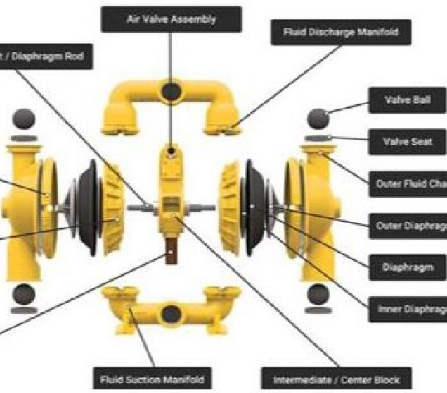 Air Valve Assembly
Fluid Discharge Manifold
t / Diaphragm Rod
Valve Ball
Valve Seat
Outer Fluid Cha
Outer Diaphrag
Diaphragm
Inner Diaphrag
Fluid Suction Manifold
Intermediate / Center Block